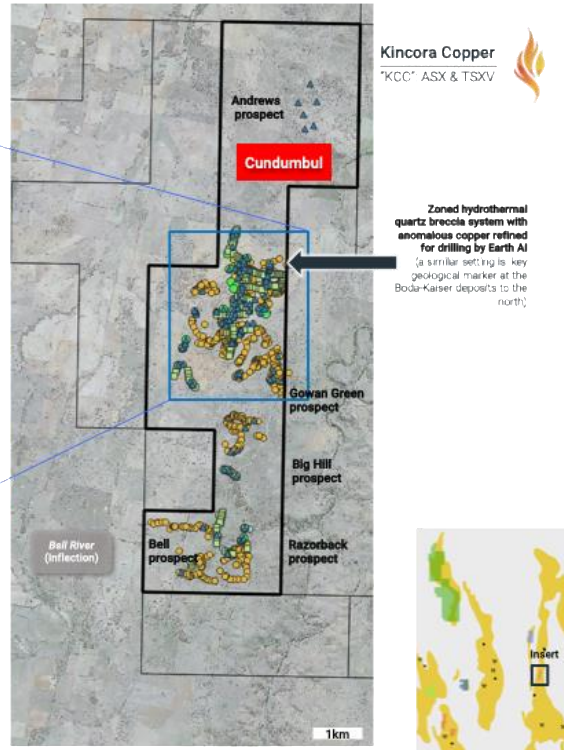 Kincora Copper
"KCC": ASX & TSXV
Andrews
prospect
Cundumbul
Zoned hydrothermal
quartz breccia system with
anomalous copper refined
for drilling by Earth AI
(a similar setting is key
geological marker at the
Boda-Kaiser deposits to the
north)
Gowan Green
prospect
Big Hill
prospect
Bell River
(Inflection)
Bell
prospect
Razorback
prospect
Insert
1km